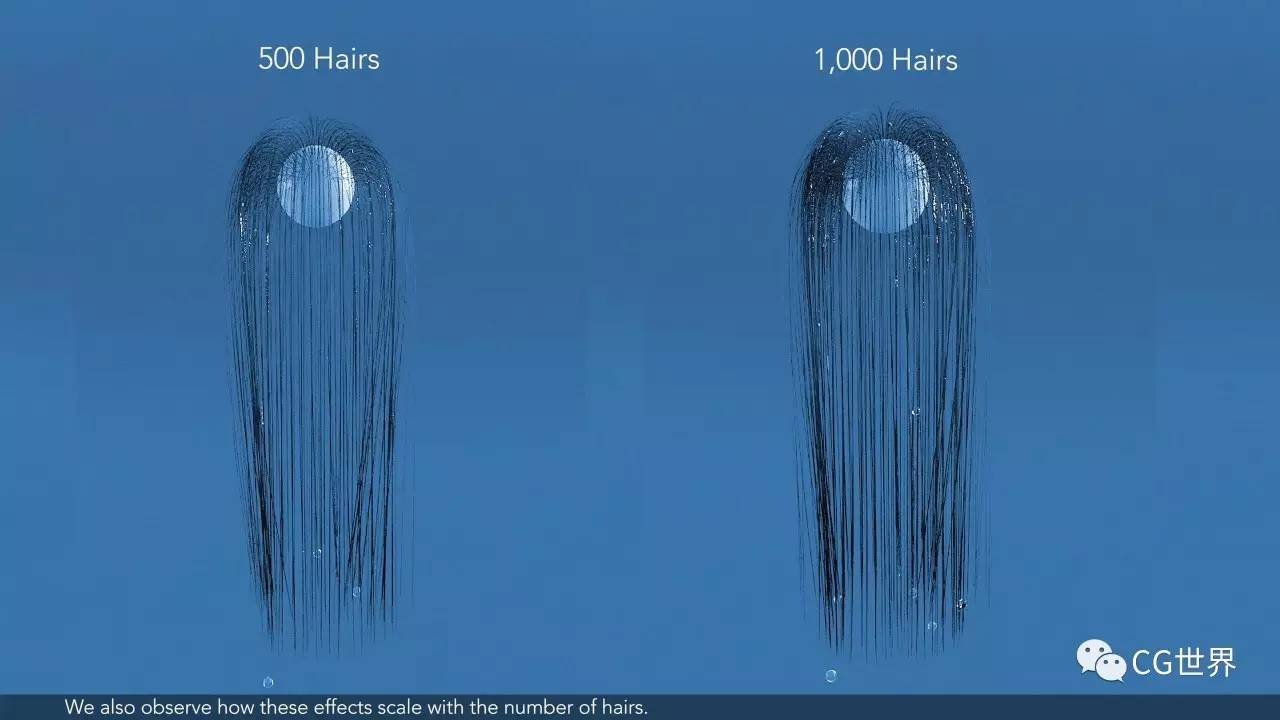 500 Hairs
1,000 Hairs
CG世界
We also observe how these effects scale with the number of hairs.